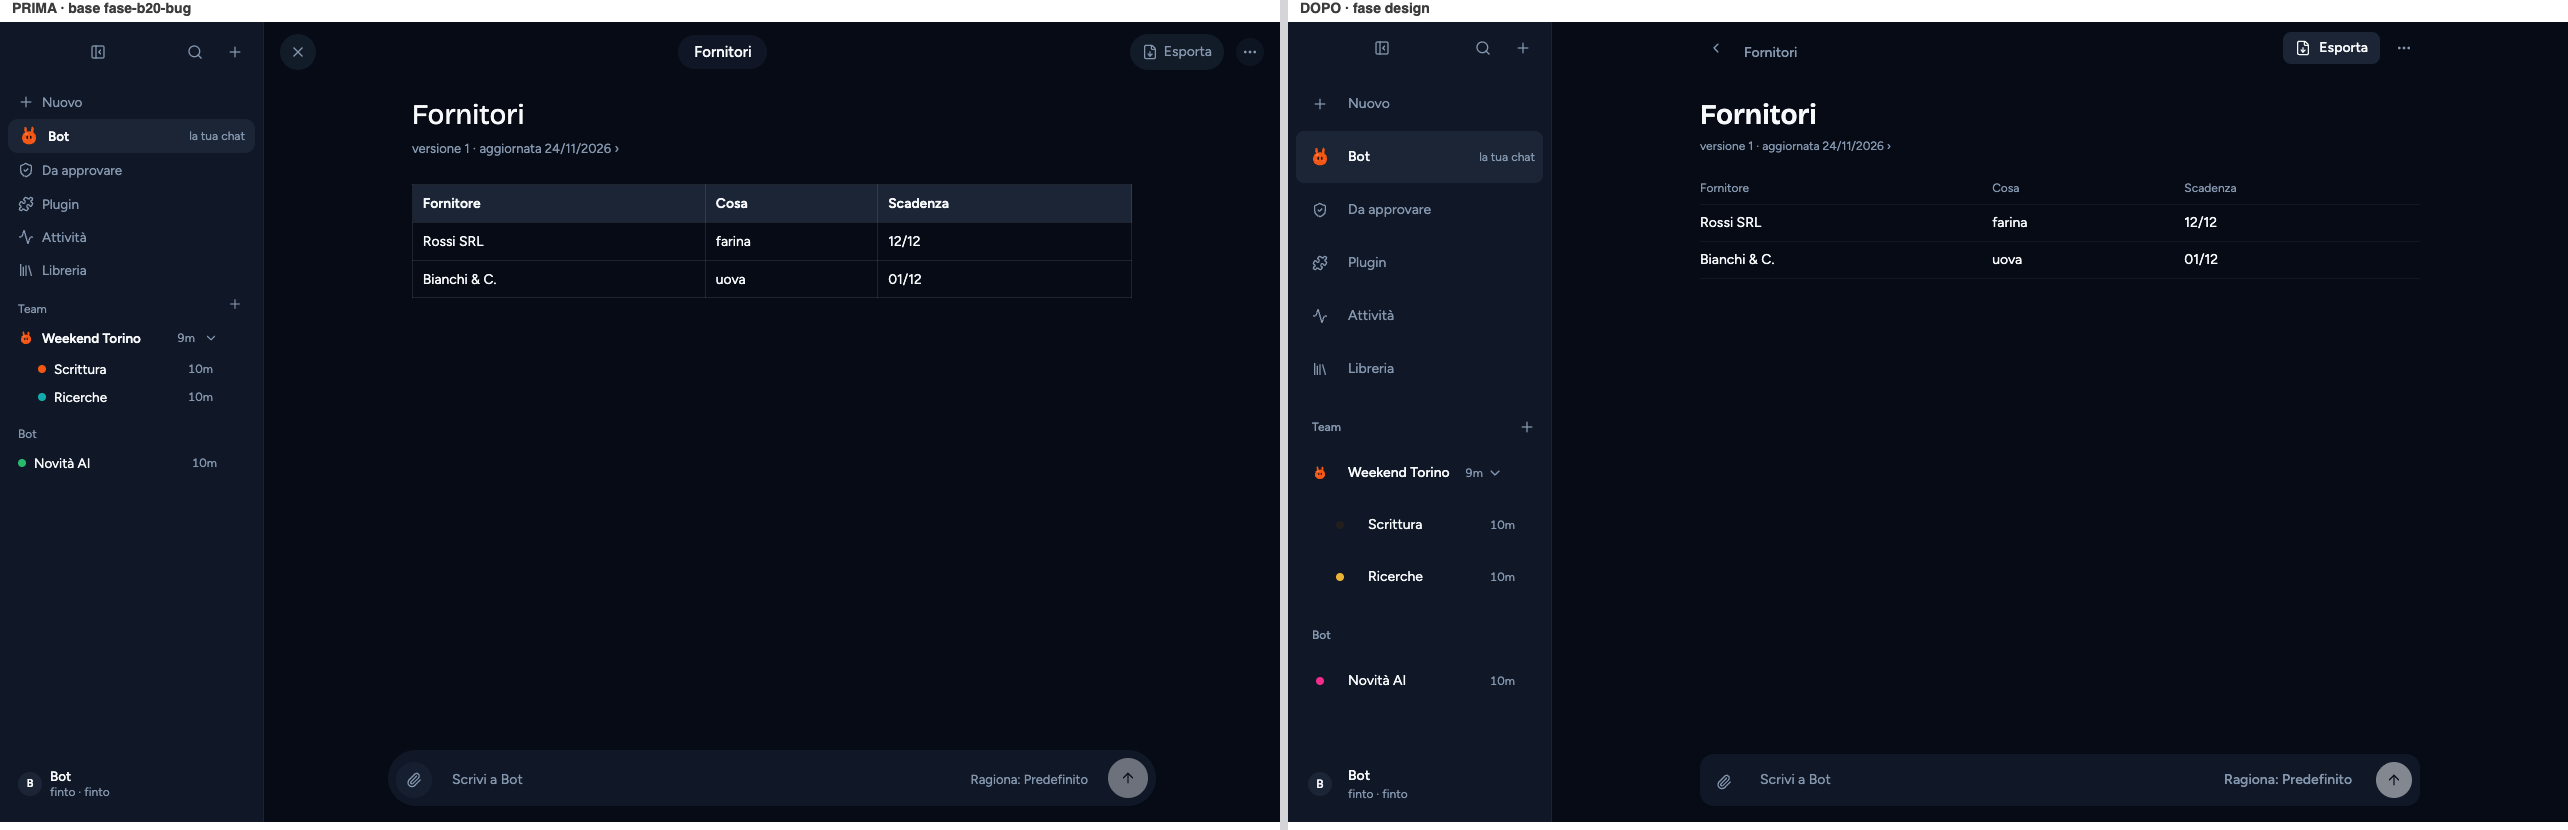 PRIMA · base fase-b20-bug
Fornitori
Esporta
Nuovo
Bot la tua chat
Da approvare
Plugin
Attività
Libreria
Team
Weekend Torino 9m
Scrittura 10m
Ricerche 10m
Bot
Novità AI 10m
B
Bot
finto · finto
Fornitori
versione 1 · aggiornata 24/11/2026 ›
Fornitore Cosa Scadenza
Rossi SRL farina 12/12
Bianchi & C. uova 01/12
Scrivi a Bot Ragiona: Predefinito
DOPO · fase design
Fornitori
Esporta
Nuovo
Bot la tua chat
Da approvare
Plugin
Attività
Libreria
Team
Weekend Torino 9m
Scrittura 10m
Ricerche 10m
Bot
Novità AI 10m
B
Bot
finto · finto
Fornitori
versione 1 · aggiornata 24/11/2026 ›
Fornitore Cosa Scadenza
Rossi SRL farina 12/12
Bianchi & C. uova 01/12
Scrivi a Bot Ragiona: Predefinito